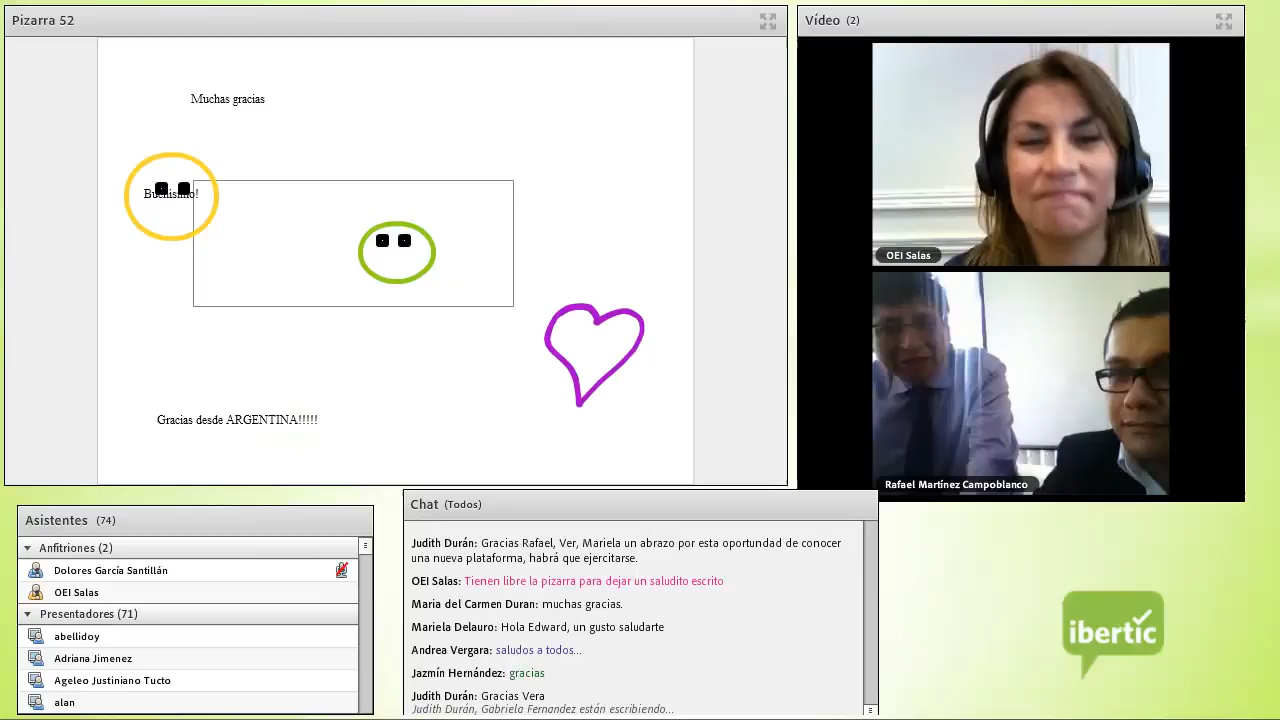 Pizarra 52
Muchas gracias
Buenisimo!
Gracias desde ARGENTINA!!!!!
Vídeo (2)
OEI Salas
Rafael Martínez Campoblanco
Asistentes (74)
Anfitriones (2)
Dolores García Santillán
OEI Salas
Presentadores (71)
abellidoy
Adriana Jimenez
Ageleo Justiniano Tucto
alan
Chat (Todos)
Judith Durán: Gracias Rafael, Ver, Mariela un abrazo por esta oportundad de conocer
una nueva plataforma, habrá que ejercitarse.
OEI Salas: Tienen libre la pizarra para dejar un saludito escrito
Maria del Carmen Duran: muchas gracias.
Mariela Delauro: Hola Edward, un gusto saludarte
Andrea Vergara: saludos a todos...
Jazmín Hernández: gracias
Judith Durán: Gracias Vera
Judith Durán, Gabriela Fernandez están escribiendo...
ibertic